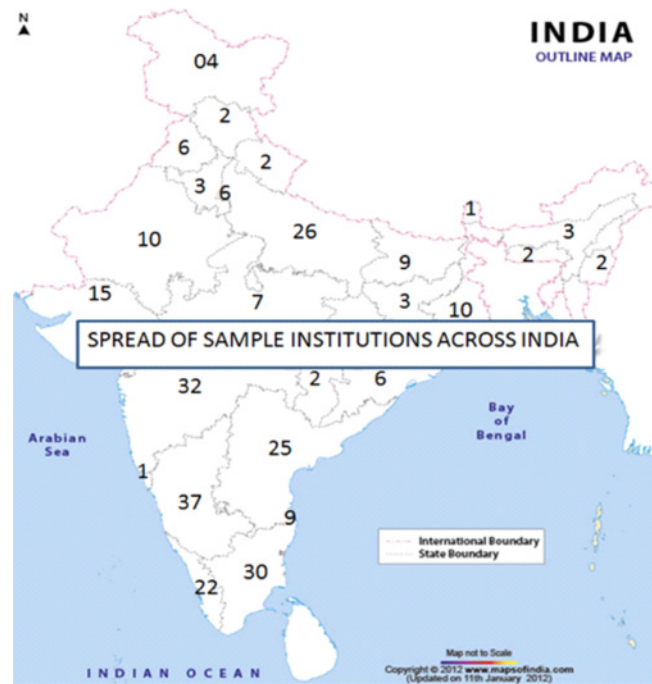 N
INDIA
OUTLINE MAP
04
2
6
2
3
6
1
26
3
10
2
9
2
15
7
3
10
SPREAD OF SAMPLE INSTITUTIONS ACROSS INDIA
32
2
6
Bay
of
Bengal
Arabian
Sea
25
1
37
9
International Boundary
State Boundary
22
30
Map not to Scale
Copyright © 2012 www.mapsofindia.com
(Updated on 11th January 2012)
INDIAN OCEAN